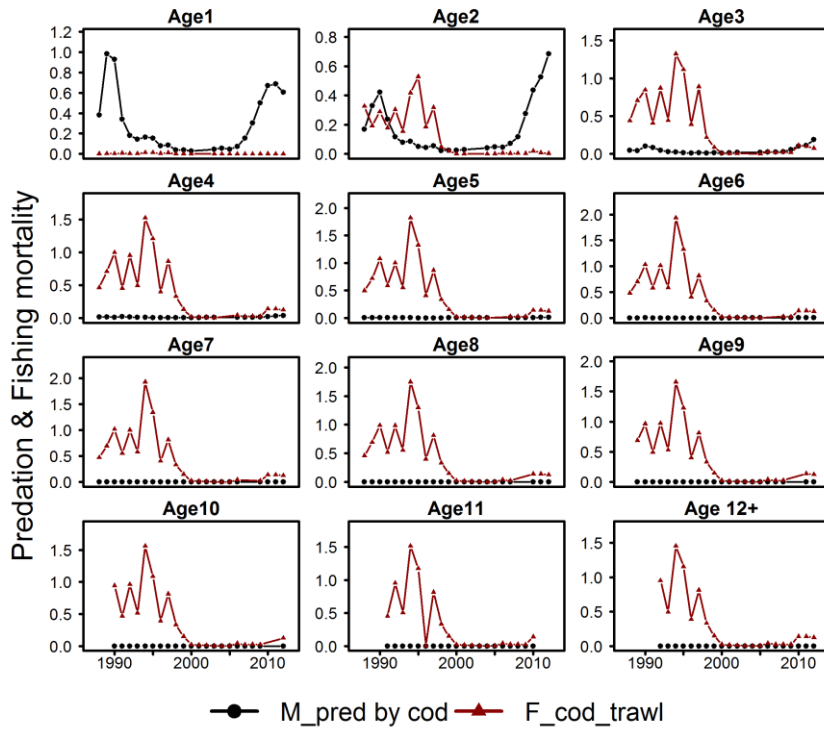 Age1 Age2 Age3
1.2 1.0 0.8 0.6 0.4 0.2 0.0
0.8 0.6 0.4 0.2 0.0
1.5 1.0 0.5 0.0
Age4 Age5 Age6
1.5 1.0 0.5 0.0
2.0 1.5 1.0 0.5 0.0
2.0 1.5 1.0 0.5 0.0
Predation & Fishing mortality
Age7 Age8 Age9
2.0 1.5 1.0 0.5 0.0
2.0 1.5 1.0 0.5 0.0
2.0 1.5 1.0 0.5 0.0
Age10 Age11 Age 12+
1.5 1.0 0.5 0.0
1.5 1.0 0.5 0.0
1.5 1.0 0.5 0.0
1990 2000 2010 1990 2000 2010 1990 2000 2010
M_pred by cod F_cod_trawl